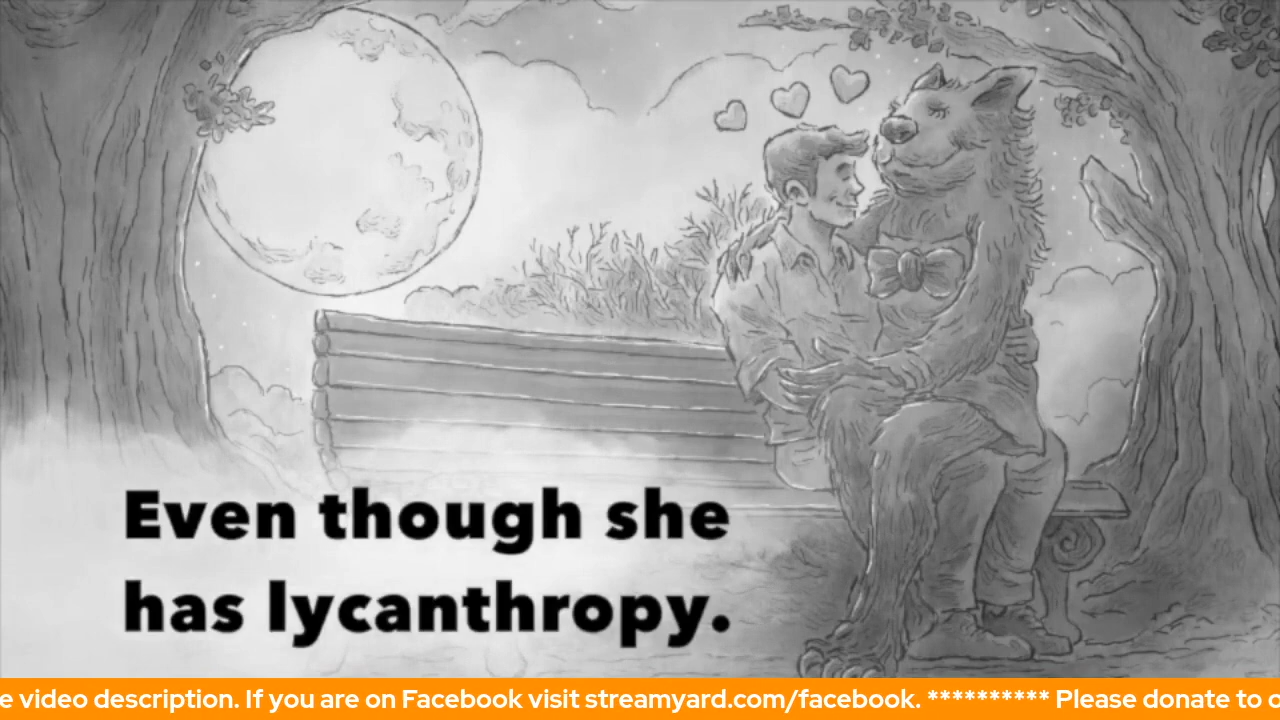 Even though she
has lycanthropy.
e video description. If you are on Facebook visit streamyard.com/facebook. ********** Please donate to